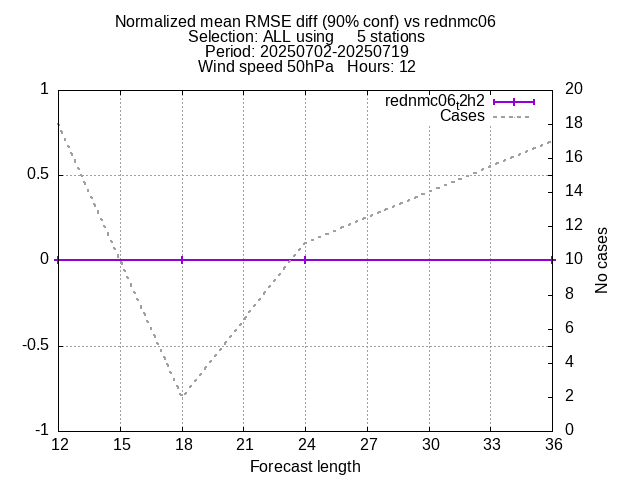 Normalized mean RMSE diff (90% conf) vs rednmc06
Selection: ALL using     5 stations
Period: 20250702-20250719
Wind speed 50hPa   Hours: 12
rednmc06_t2h2
Cases
1
0.5
0
-0.5
-1
20
18
16
14
12
10
8
6
4
2
0
No cases
12 15 18 21 24 27 30 33 36
Forecast length